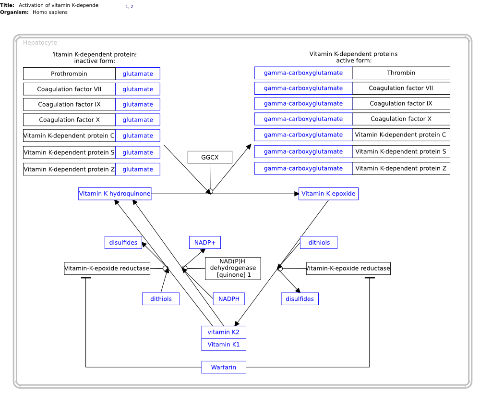 Title: Activation of vitamin K-depende 1, 2
Organism: Homo sapiens
Hepatocyte
Vitamin K-dependent proteins
inactive form:
Vitamin K-dependent proteins
active form:
Prothrombin glutamate
Coagulation factor VII glutamate
Coagulation factor IX glutamate
Coagulation factor X glutamate
Vitamin K-dependent protein C glutamate
Vitamin K-dependent protein S glutamate
Vitamin K-dependent protein Z glutamate
gamma-carboxyglutamate Thrombin
gamma-carboxyglutamate Coagulation factor VII
gamma-carboxyglutamate Coagulation factor IX
gamma-carboxyglutamate Coagulation factor X
gamma-carboxyglutamate Vitamin K-dependent protein C
gamma-carboxyglutamate Vitamin K-dependent protein S
gamma-carboxyglutamate Vitamin K-dependent protein Z
GGCX
Vitamin K hydroquinone
Vitamin K epoxide
disulfides
NADP+
dithiols
Vitamin-K-epoxide reductase
NAD(P)H
dehydrogenase
[quinone] 1
Vitamin-K-epoxide reductase
dithiols
NADPH
disulfides
vitamin K2
Vitamin K1
Warfarin